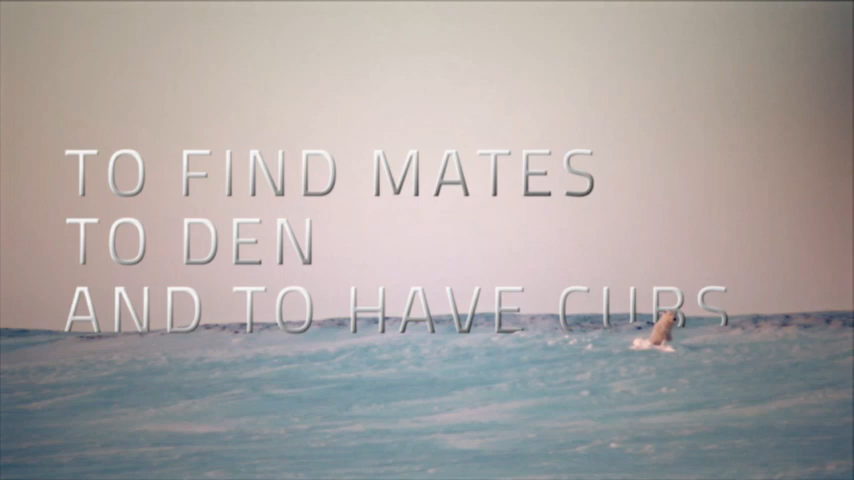 TO FIND MATES
TO DEN
AND TO HAVE CUBS